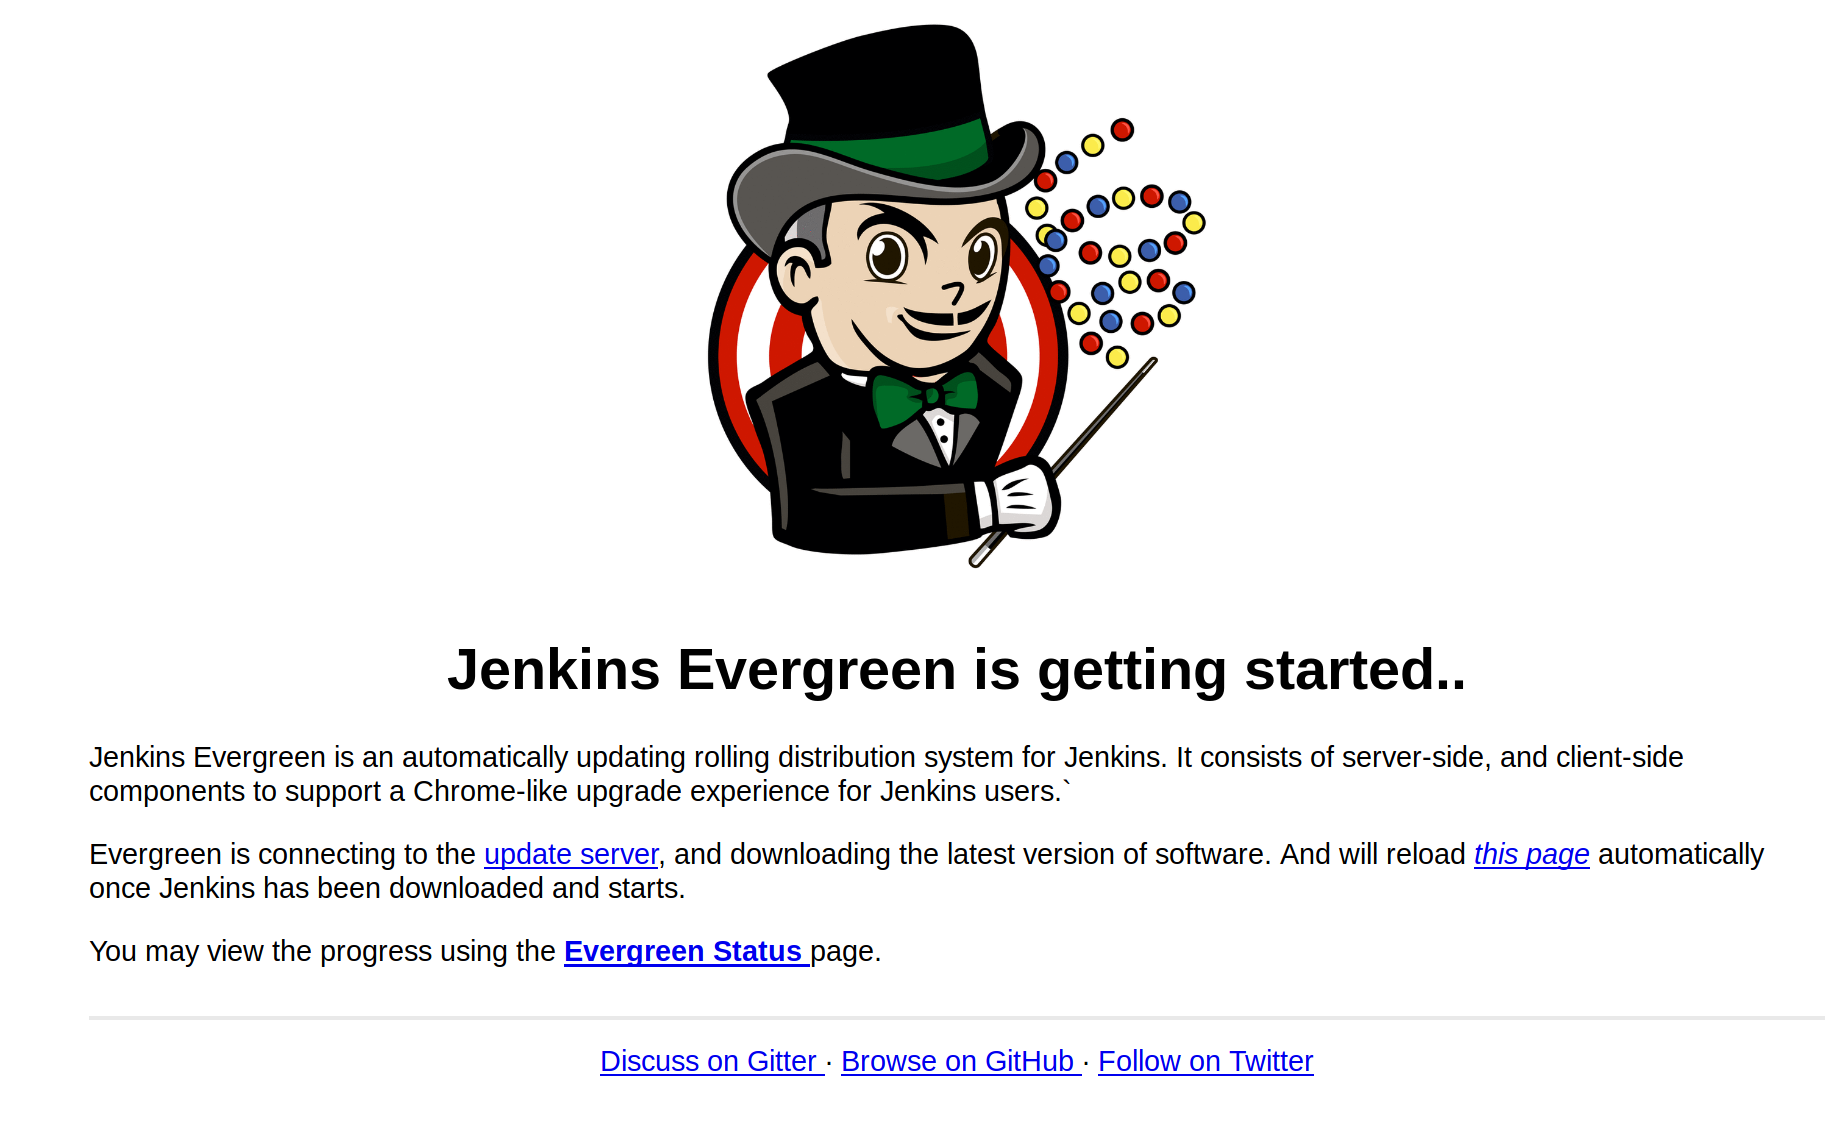 Jenkins Evergreen is getting started..
Jenkins Evergreen is an automatically updating rolling distribution system for Jenkins. It consists of server-side, and client-side
components to support a Chrome-like upgrade experience for Jenkins users.`
Evergreen is connecting to the update server, and downloading the latest version of software. And will reload this page automatically
once Jenkins has been downloaded and starts.
You may view the progress using the Evergreen Status page.
Discuss on Gitter · Browse on GitHub · Follow on Twitter